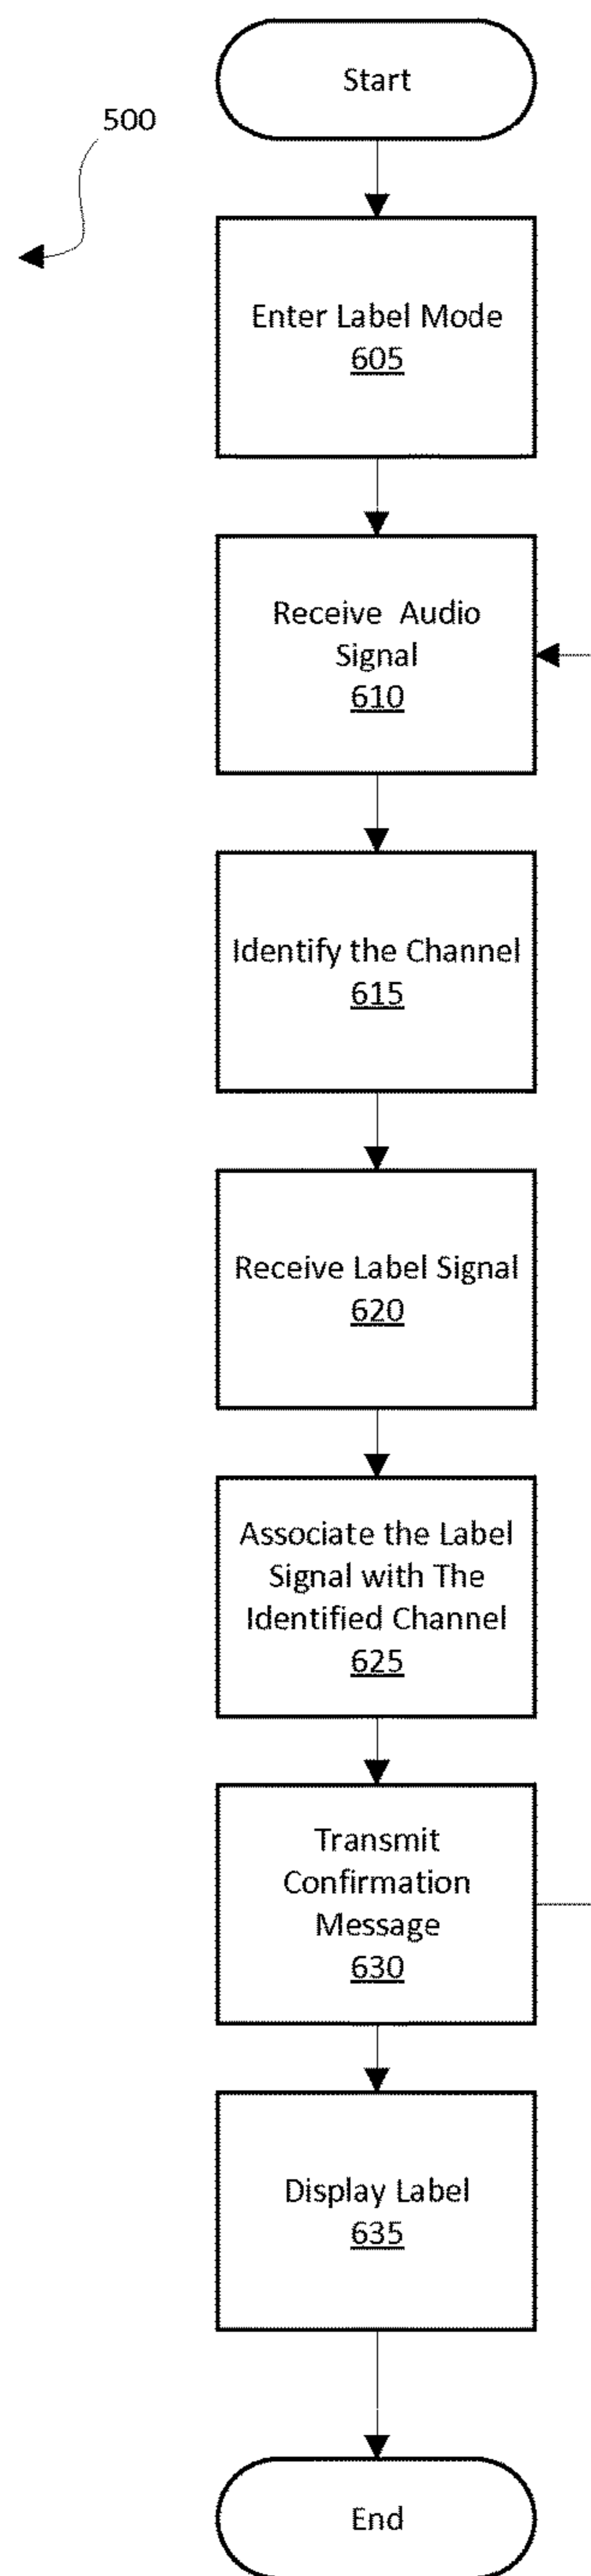 Start
500
Enter Label Mode
605
Receive Audio
Signal
610
Identify the Channel
615
Receive Label Signal
620
Associate the Label
Signal with The
Identified Channel
625
Transmit
Confirmation
Message
630
Display Label
635
End